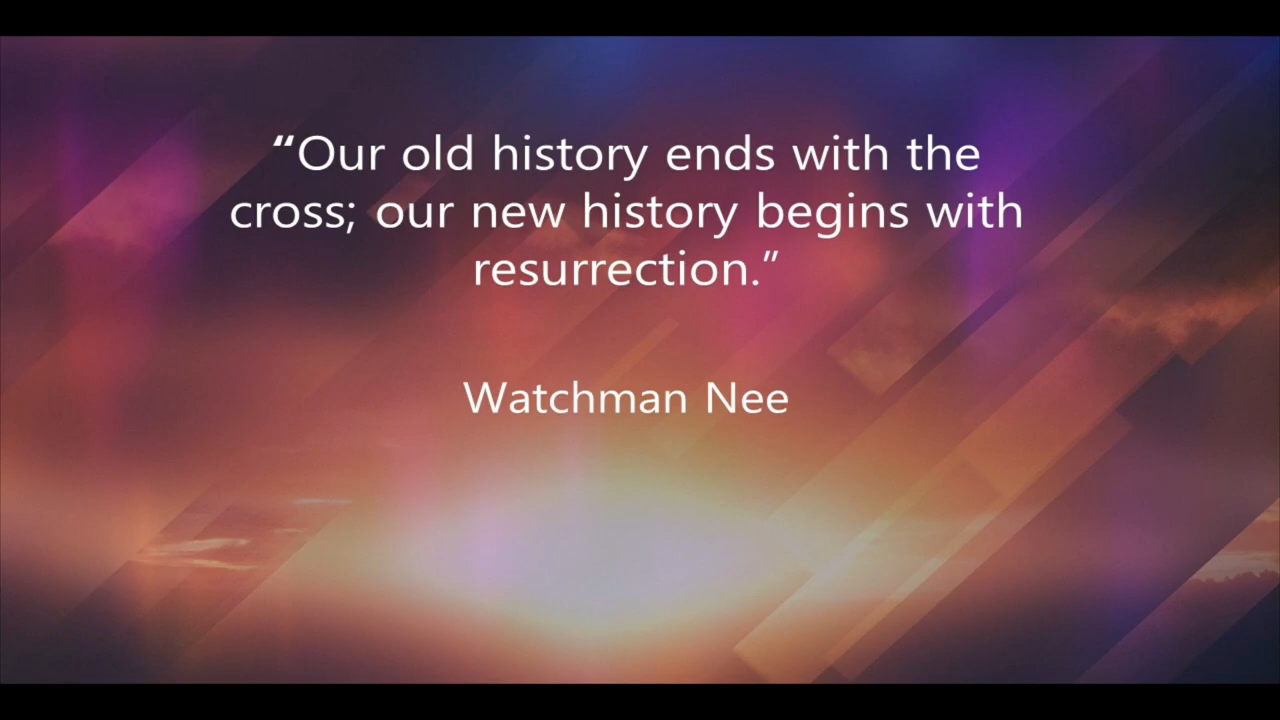 “Our old history ends with the
cross; our new history begins with
resurrection.”
Watchman Nee